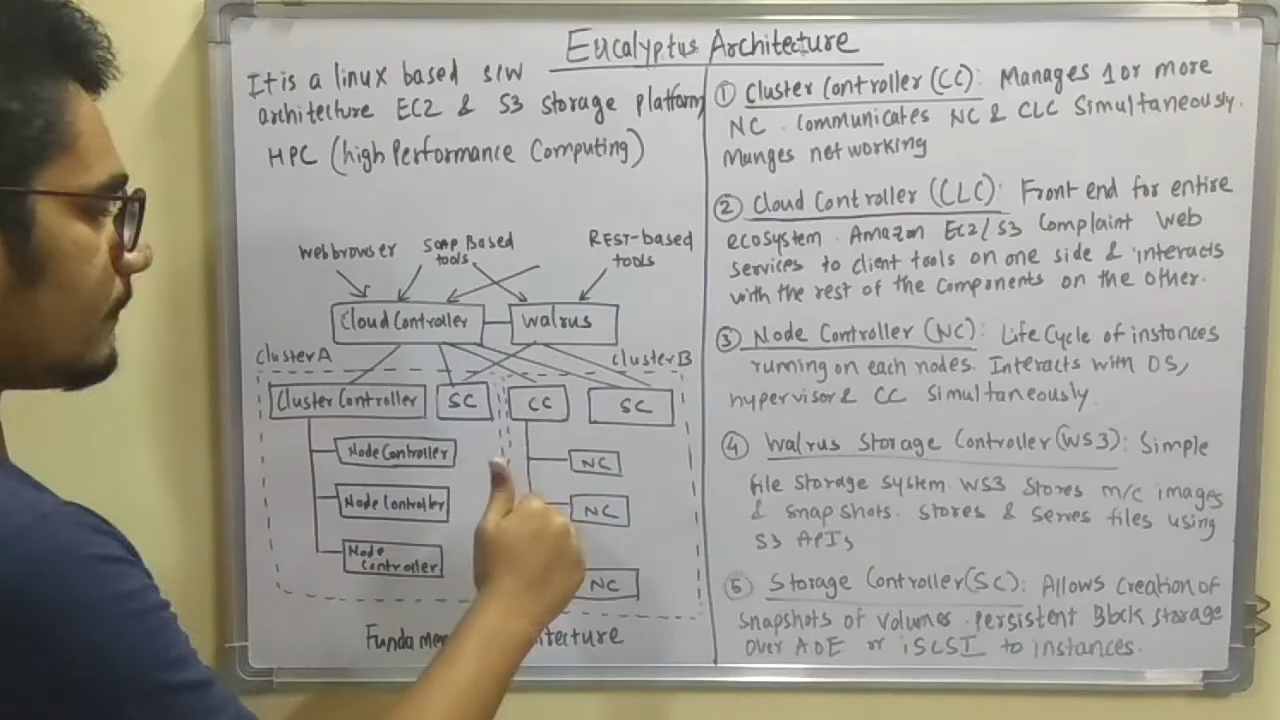 Eucalyptus Architecture
It is a linux based s/w
architecture EC2 & S3 storage platform,
HPC (high Performance Computing)
Web browser
SOAP Based
tools
REST-based
tools
Cloud Controller
Walrus
Cluster A
Cluster B
Cluster Controller
SC
CC
SC
Node Controller
NC
Node Controller
NC
Node
Controller
NC
① Cluster Controller (CC): Manages 1 or more
NC. Communicates NC & CLC Simultaneously.
Manges networking
② Cloud Controller (CLC): Front end for entire
ecosystem. Amazon EC2/S3 Complaint Web
Services to client tools on one side & interacts
with the rest of the Components on the other.
③ Node Controller (NC): Life Cycle of instances
running on each nodes. Interacts with OS,
hypervisor & CC Simultaneously.
④ Walrus Storage Controller(WS3): Simple
file Storage system. WS3 Stores m/c images
& snapshots. Stores & Serves files using
S3 APIs
⑤ Storage Controller(SC): Allows Creation of
Snapshots of Volumes. Persistent Block Storage
Over AOE or iSCSI to instances.